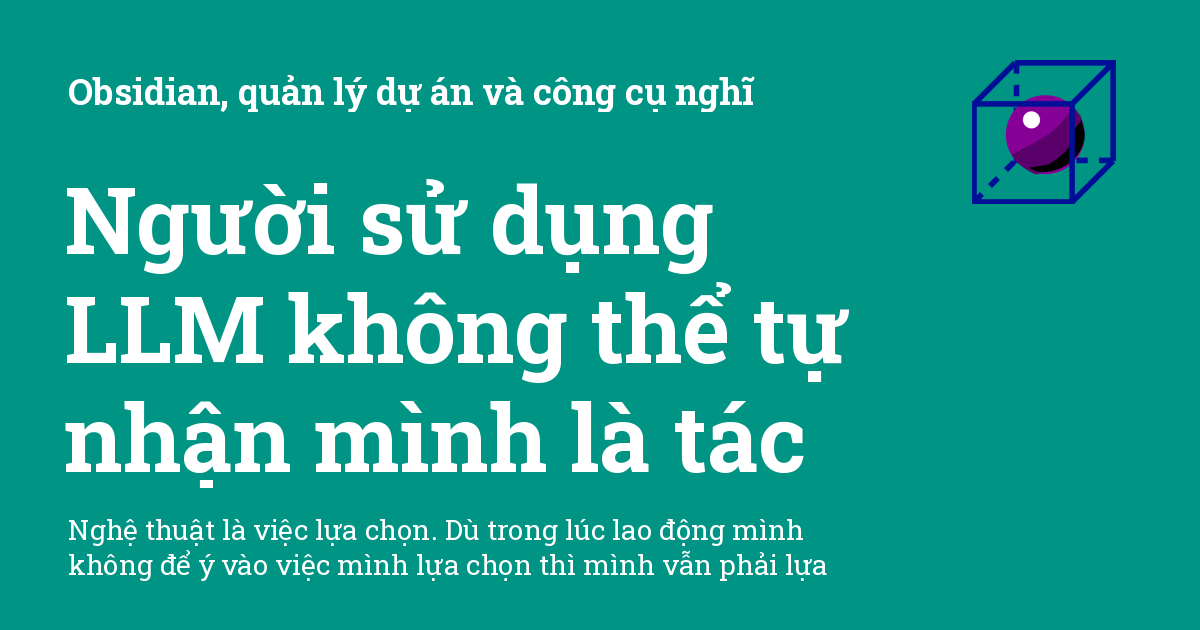 Obsidian, quản lý dự án và công cụ nghĩ
Người sử dụng
LLM không thể tự
nhận mình là tác
Nghệ thuật là việc lựa chọn. Dù trong lúc lao động mình
không để ý vào việc mình lựa chọn thì mình vẫn phải lựa